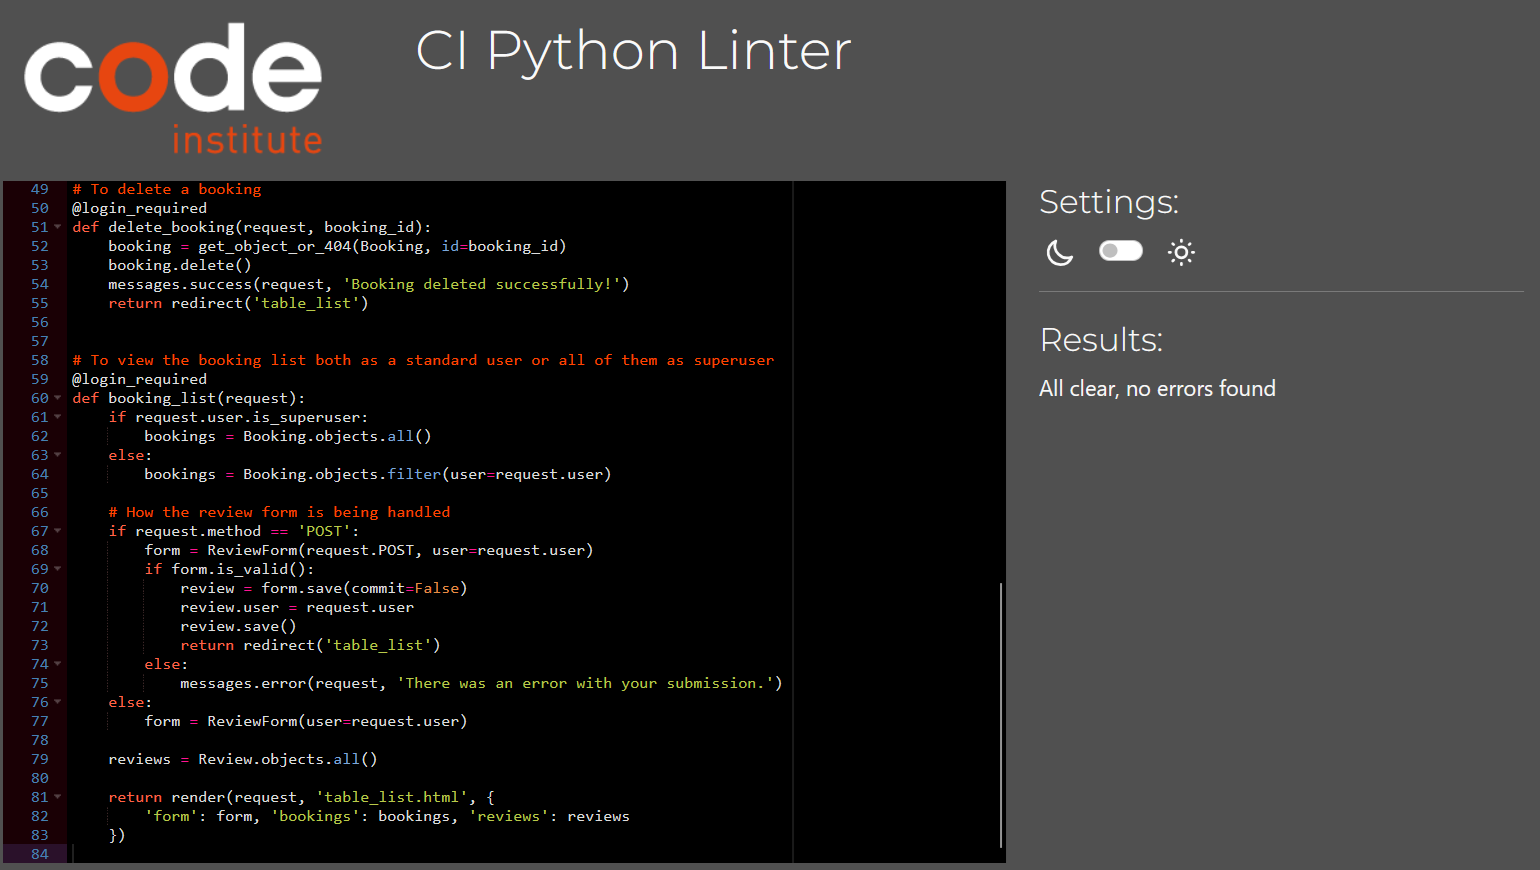 code
institute
CI Python Linter
49 # To delete a booking
50 @login_required
51 def delete_booking(request, booking_id):
52     booking = get_object_or_404(Booking, id=booking_id)
53     booking.delete()
54     messages.success(request, 'Booking deleted successfully!')
55     return redirect('table_list')
56
57
58 # To view the booking list both as a standard user or all of them as superuser
59 @login_required
60 def booking_list(request):
61     if request.user.is_superuser:
62         bookings = Booking.objects.all()
63     else:
64         bookings = Booking.objects.filter(user=request.user)
65
66     # How the review form is being handled
67     if request.method == 'POST':
68         form = ReviewForm(request.POST, user=request.user)
69         if form.is_valid():
70             review = form.save(commit=False)
71             review.user = request.user
72             review.save()
73             return redirect('table_list')
74         else:
75             messages.error(request, 'There was an error with your submission.')
76     else:
77         form = ReviewForm(user=request.user)
78
79     reviews = Review.objects.all()
80
81     return render(request, 'table_list.html', {
82         'form': form, 'bookings': bookings, 'reviews': reviews
83     })
84
Settings:
Results:
All clear, no errors found